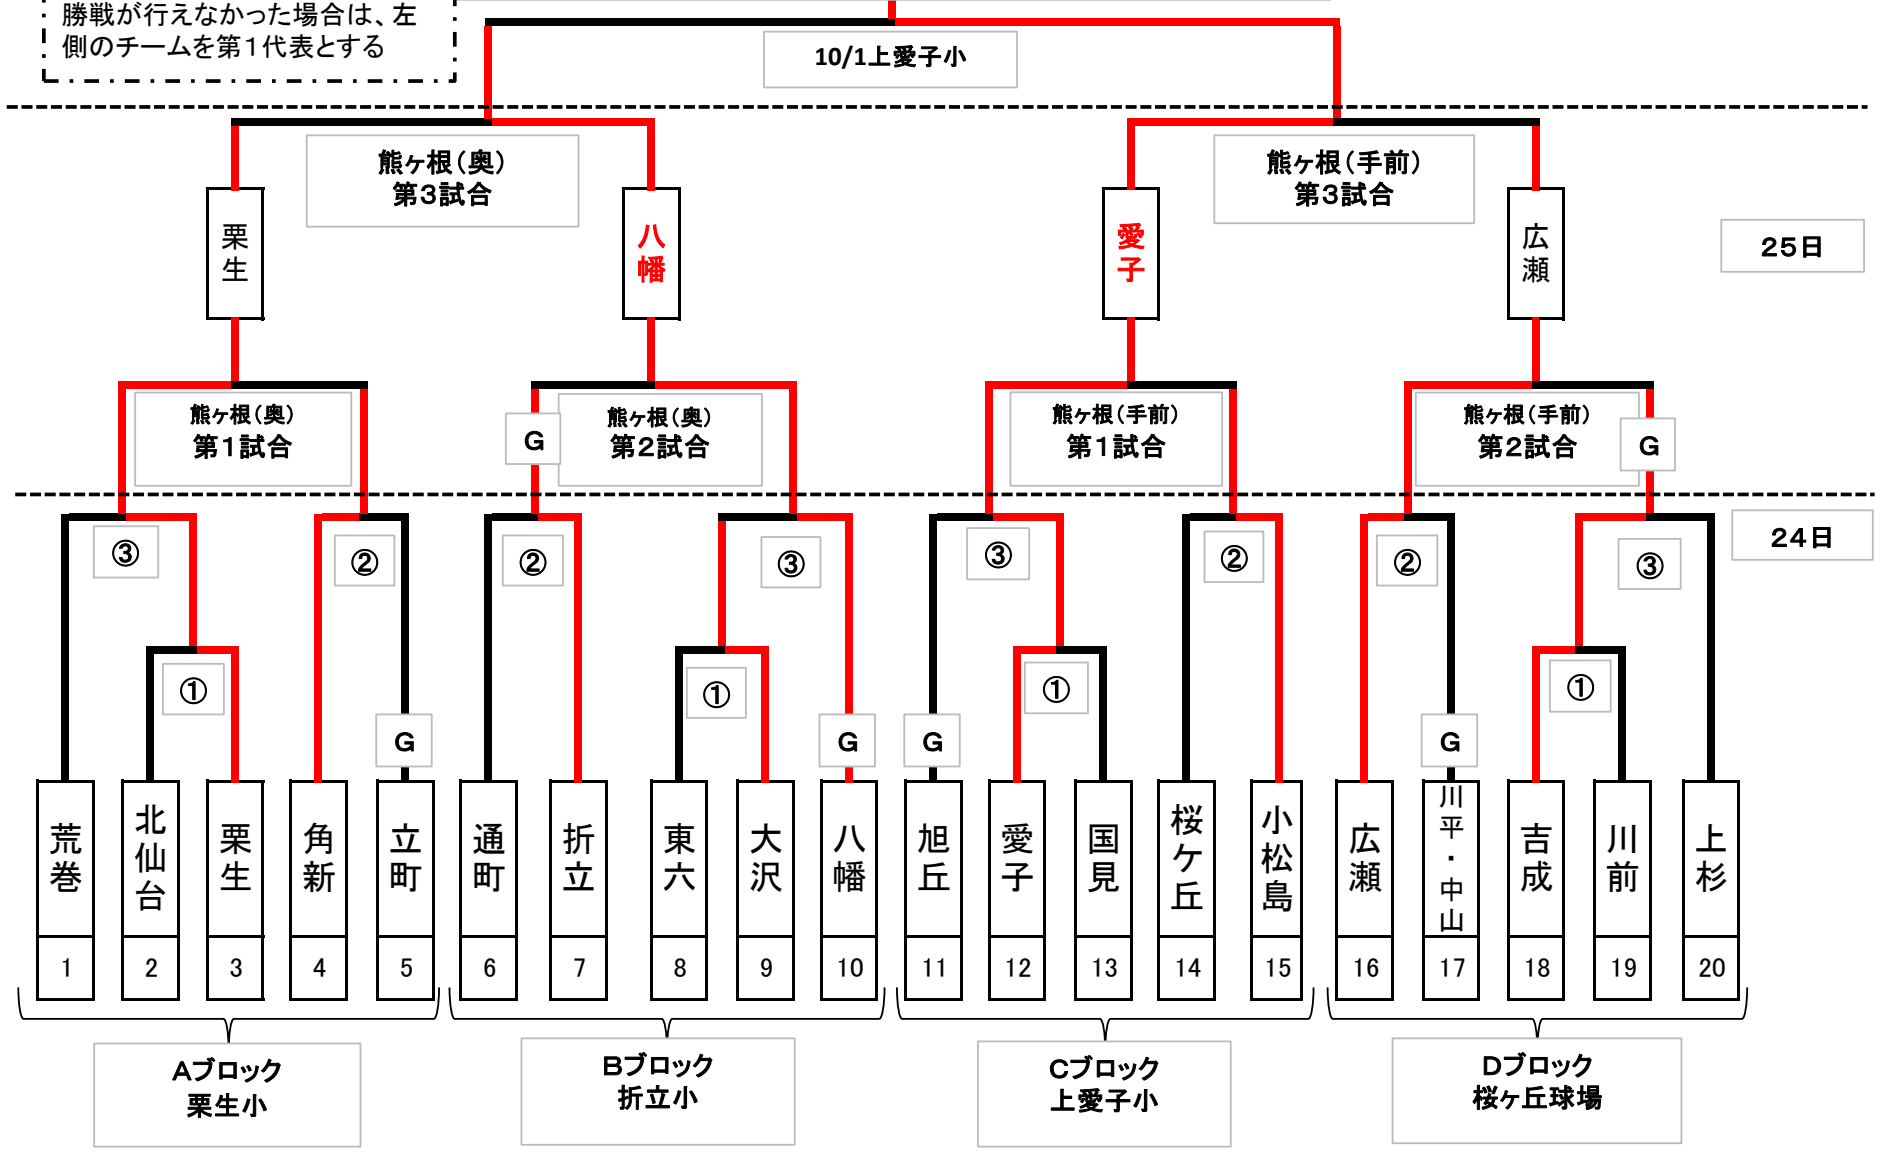 勝戦が行えなかった場合は、左
側のチームを第１代表とする
10/1上愛子小
熊ヶ根（奥）
第３試合
熊ヶ根（手前）
第３試合
栗生
八幡
愛子
広瀬
２５日
熊ヶ根（奥）
第１試合
G
熊ヶ根（奥）
第２試合
熊ヶ根（手前）
第１試合
熊ヶ根（手前）
第２試合
G
２４日
③
②
②
③
③
②
②
③
①
①
①
①
G
G
G
G
荒巻
北仙台
栗生
角新
立町
通町
折立
東六
大沢
八幡
旭丘
愛子
国見
桜ケ丘
小松島
広瀬
川平・中山
吉成
川前
上杉
1
2
3
4
5
6
7
8
9
10
11
12
13
14
15
16
17
18
19
20
Aブロック
栗生小
Bブロック
折立小
Cブロック
上愛子小
Dブロック
桜ヶ丘球場